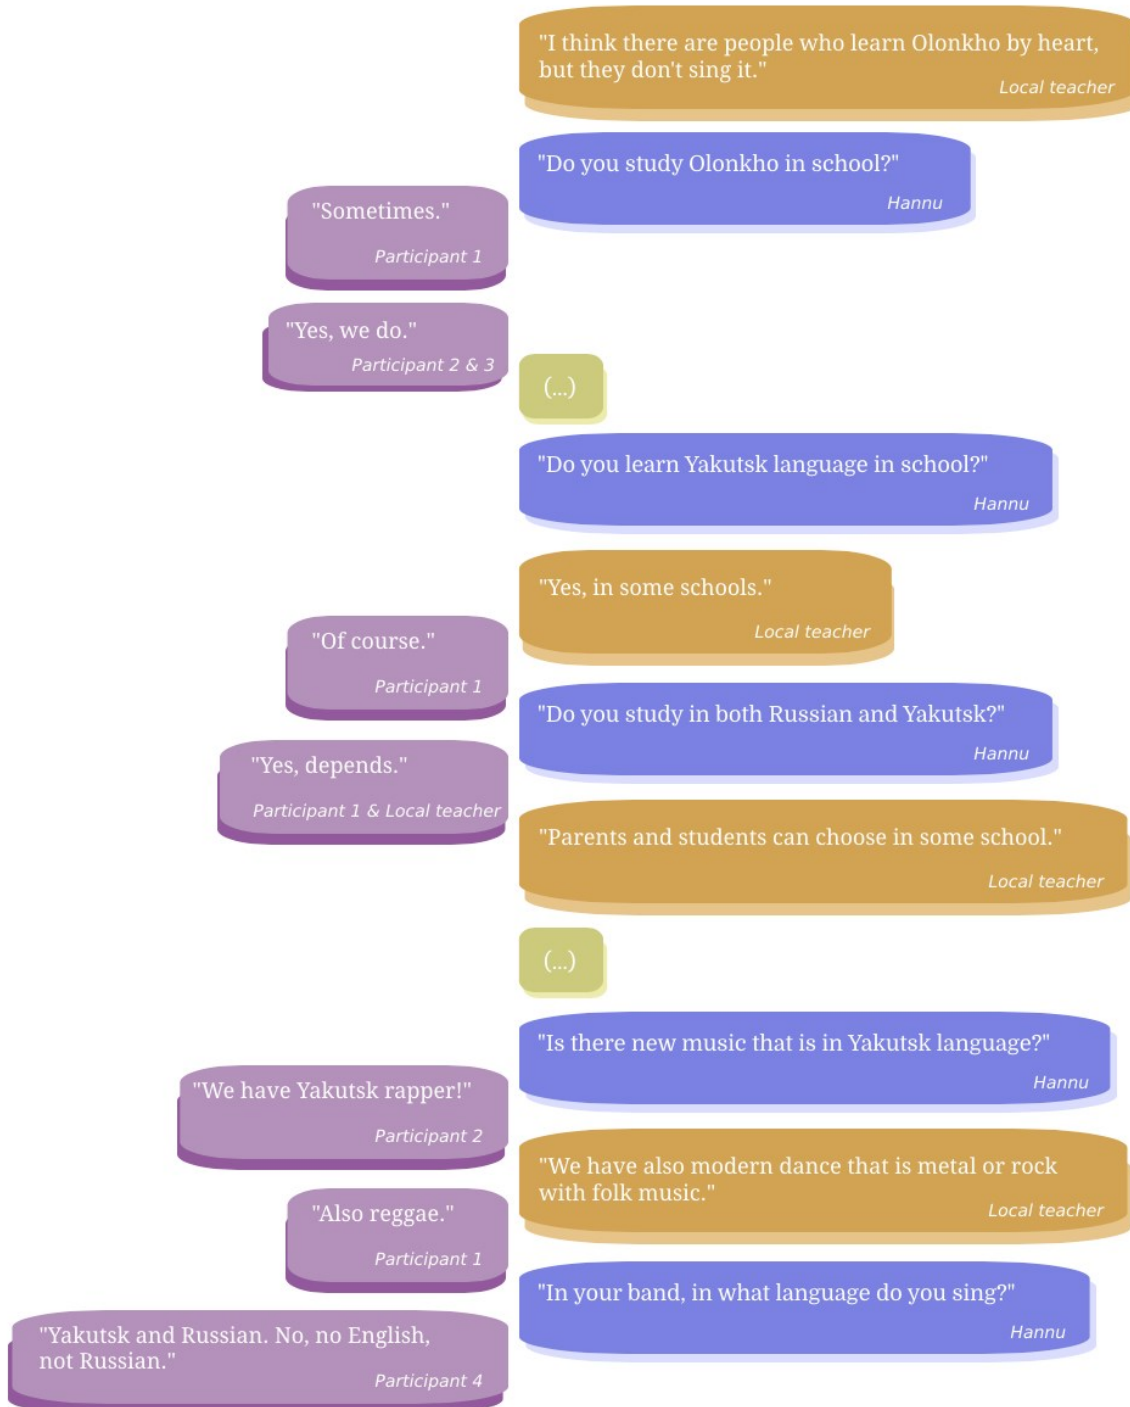 "I think there are people who learn Olonkho by heart,
but they don't sing it."
Local teacher
"Do you study Olonkho in school?"
Hannu
"Sometimes."
Participant 1
"Yes, we do."
Participant 2 & 3
(...)
"Do you learn Yakutsk language in school?"
Hannu
"Yes, in some schools."
Local teacher
"Of course."
Participant 1
"Do you study in both Russian and Yakutsk?"
Hannu
"Yes, depends."
Participant 1 & Local teacher
"Parents and students can choose in some school."
Local teacher
(...)
"Is there new music that is in Yakutsk language?"
Hannu
"We have Yakutsk rapper!"
Participant 2
"We have also modern dance that is metal or rock
with folk music."
Local teacher
"Also reggae."
Participant 1
"In your band, in what language do you sing?"
Hannu
"Yakutsk and Russian. No, no English,
not Russian."
Participant 4